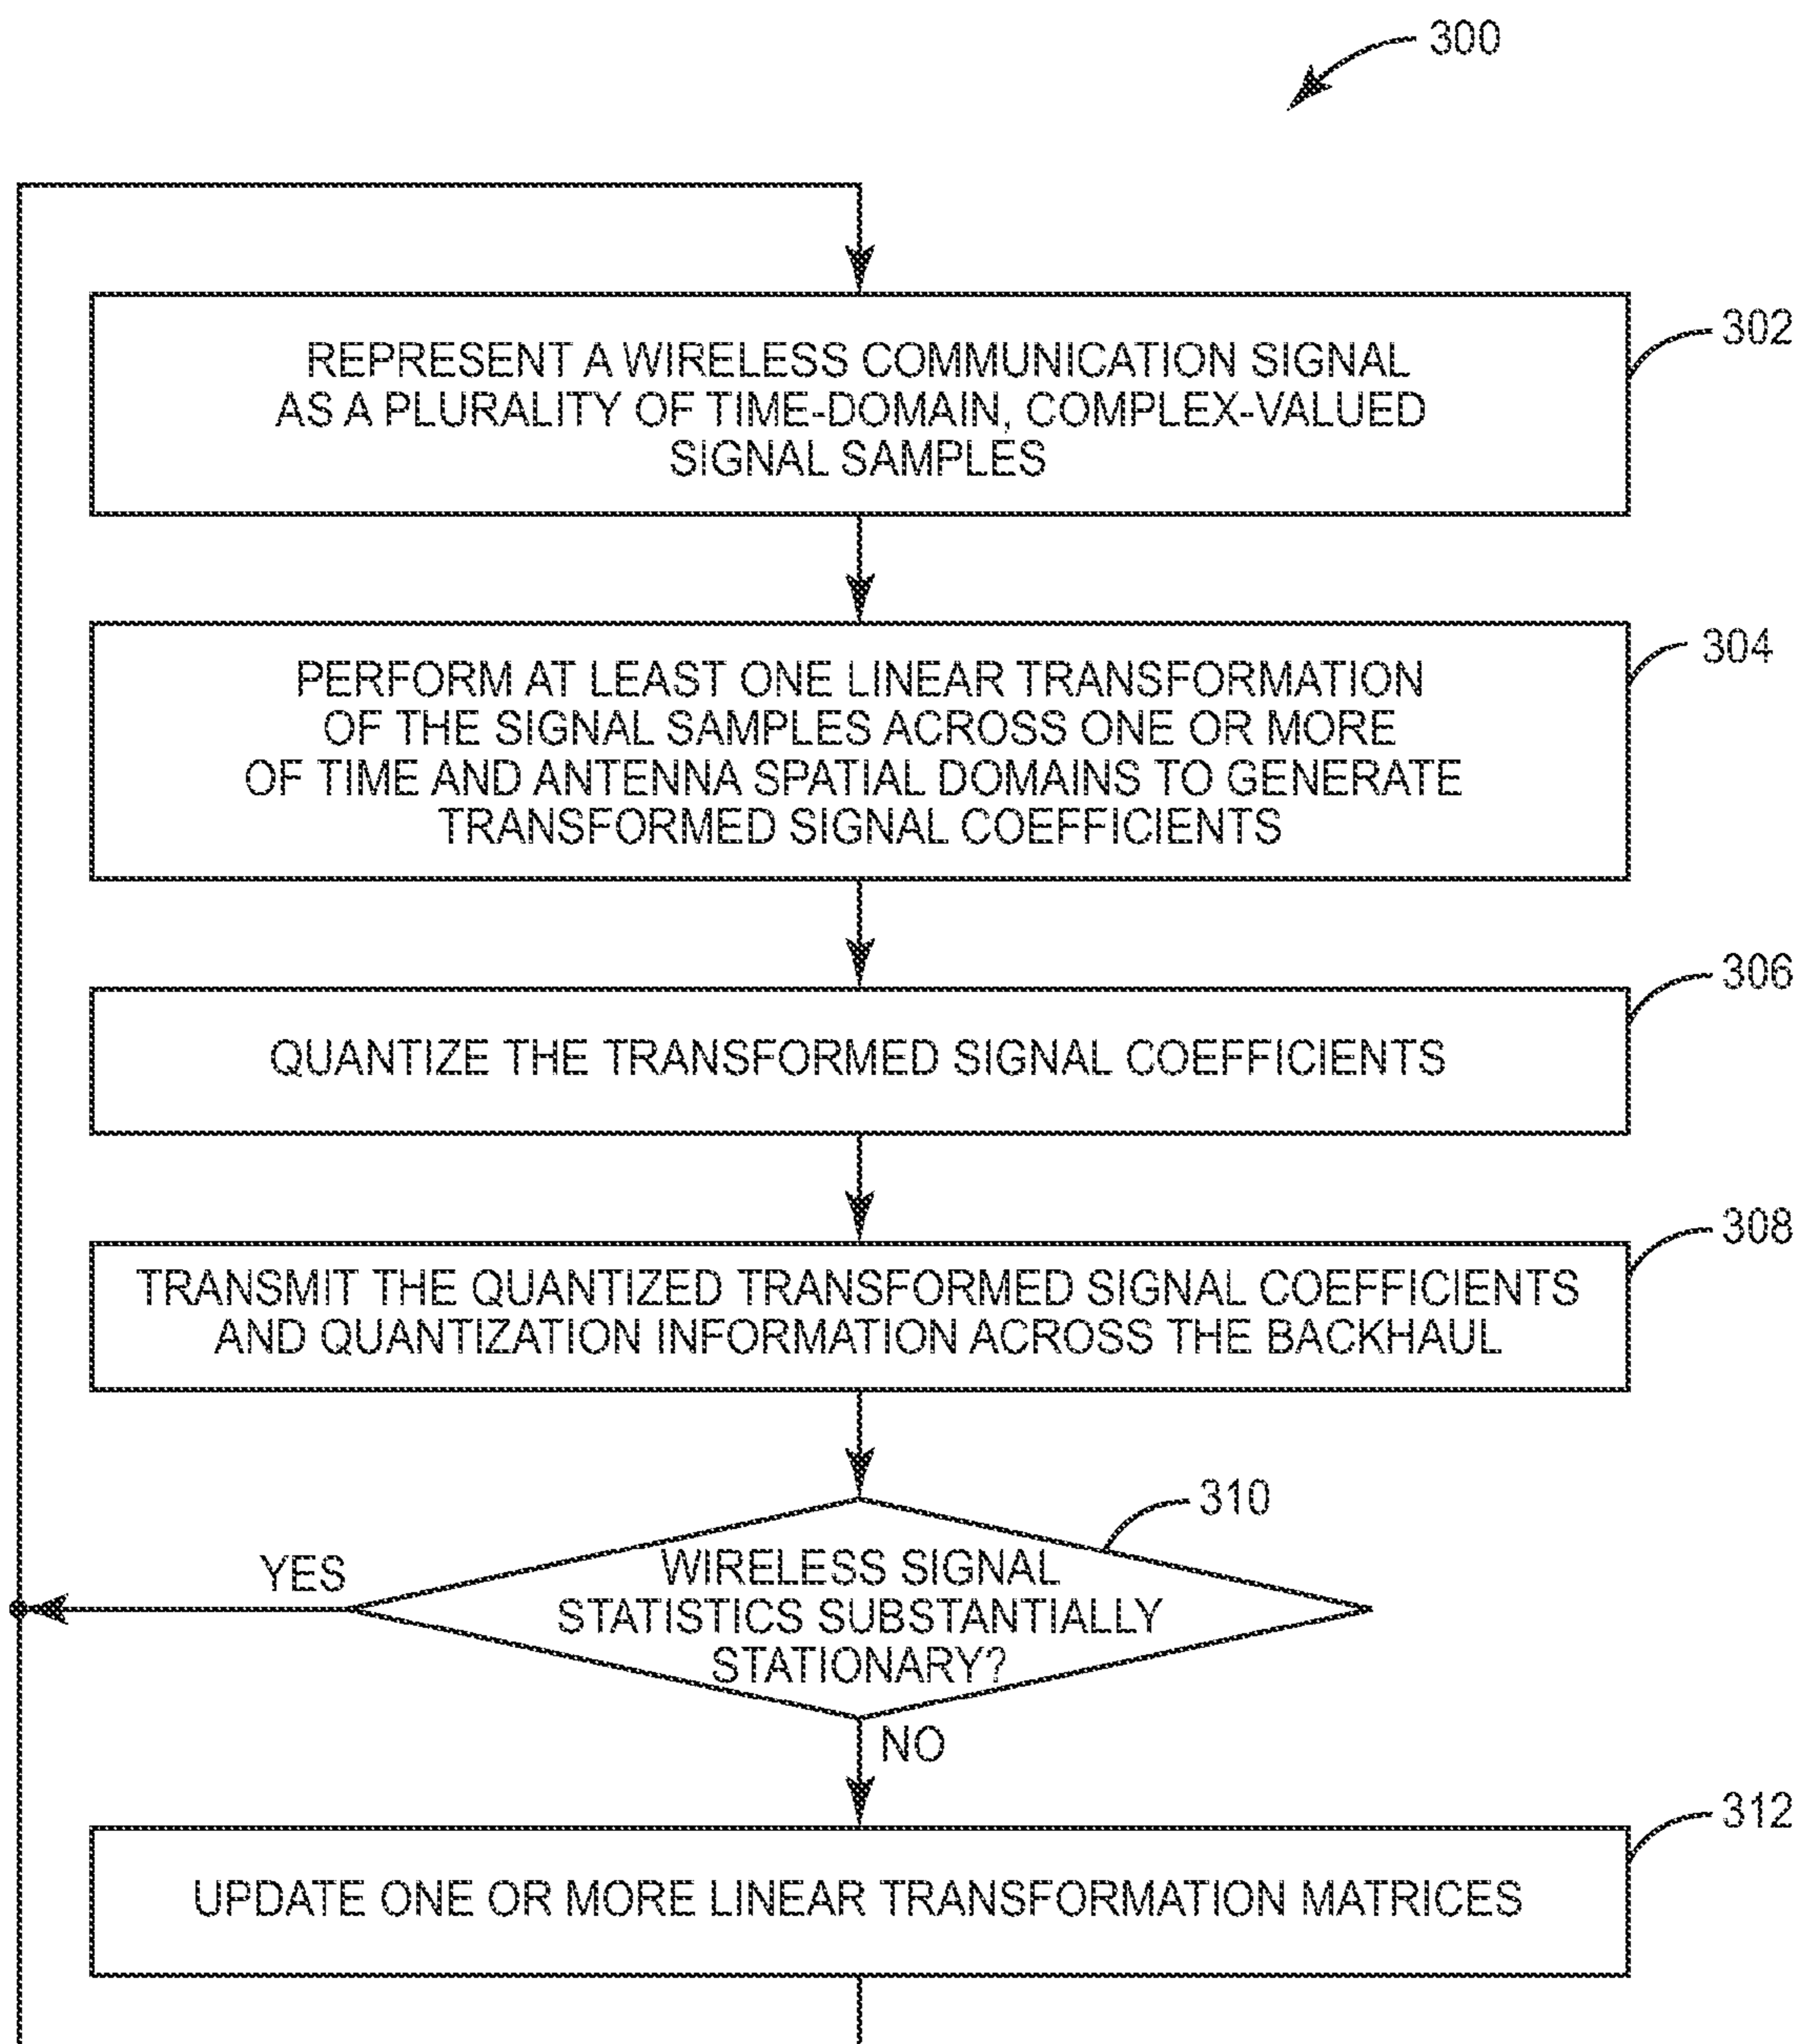 300
302
REPRESENT A WIRELESS COMMUNICATION SIGNAL
AS A PLURALITY OF TIME-DOMAIN, COMPLEX-VALUED
SIGNAL SAMPLES
304
PERFORM AT LEAST ONE LINEAR TRANSFORMATION
OF THE SIGNAL SAMPLES ACROSS ONE OR MORE
OF TIME AND ANTENNA SPATIAL DOMAINS TO GENERATE
TRANSFORMED SIGNAL COEFFICIENTS
306
QUANTIZE THE TRANSFORMED SIGNAL COEFFICIENTS
308
TRANSMIT THE QUANTIZED TRANSFORMED SIGNAL COEFFICIENTS
AND QUANTIZATION INFORMATION ACROSS THE BACKHAUL
310
YES
WIRELESS SIGNAL
STATISTICS SUBSTANTIALLY
STATIONARY?
NO
312
UPDATE ONE OR MORE LINEAR TRANSFORMATION MATRICES